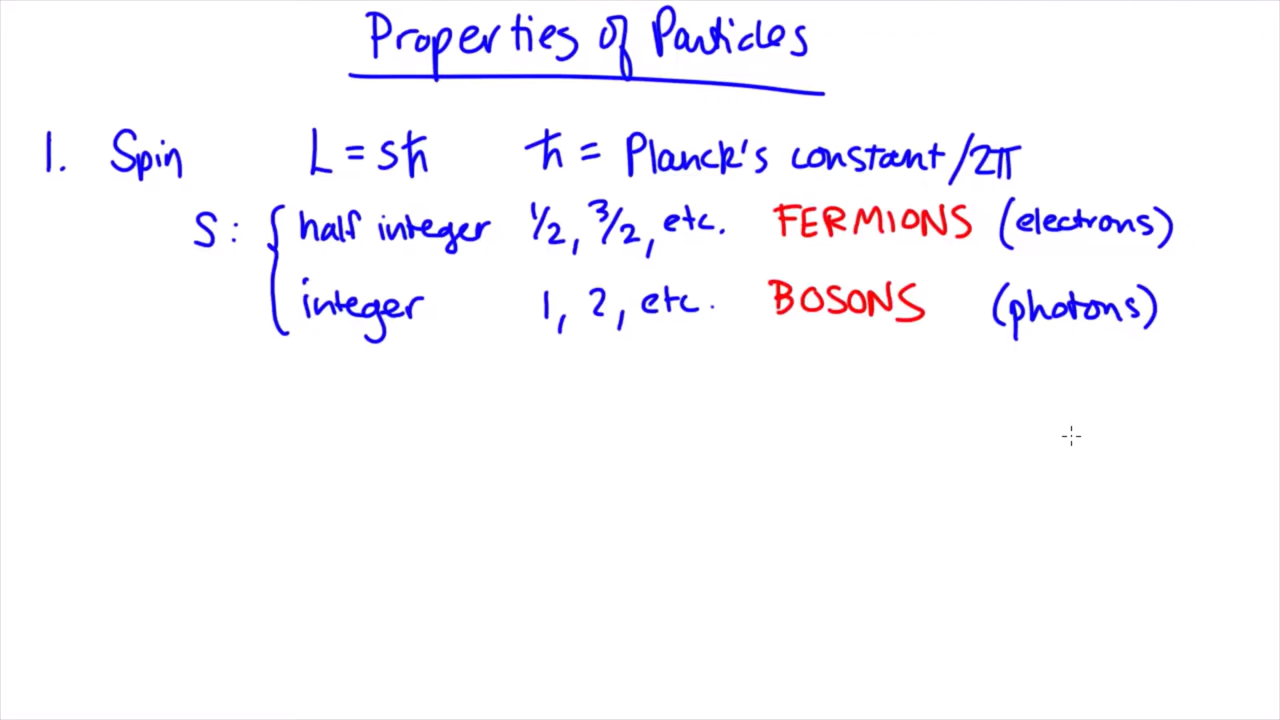 Properties of Particles
1. Spin L = sħ ħ = Planck's constant/2π
S: { half integer 1/2, 3/2, etc. FERMIONS (electrons)
integer 1, 2, etc. BOSONS (photons)